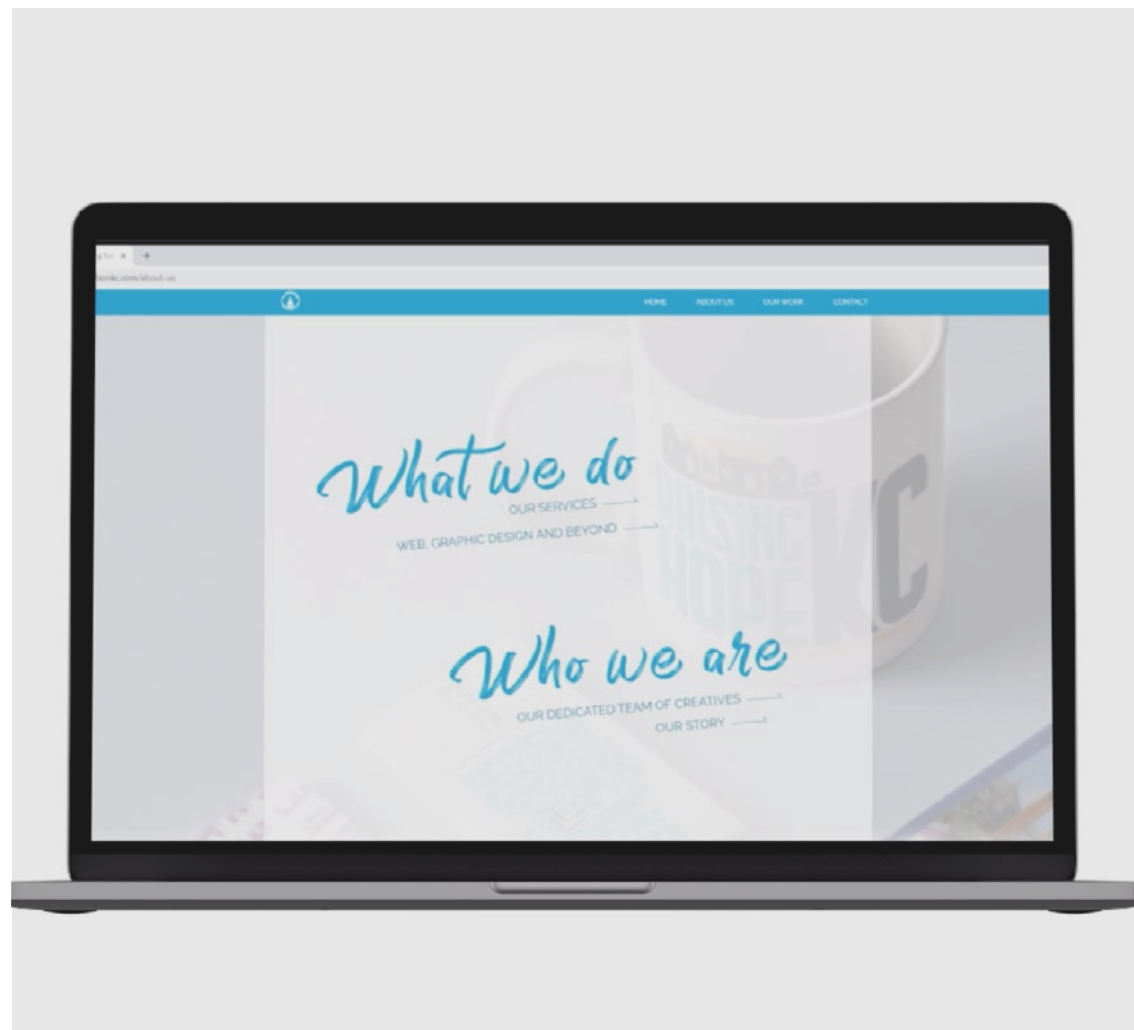 HOME ABOUT US OUR WORK CONTACT
What we do
OUR SERVICES
WEB, GRAPHIC DESIGN AND BEYOND
RAISING
HOPE KC
Who we are
OUR DEDICATED TEAM OF CREATIVES
OUR STORY